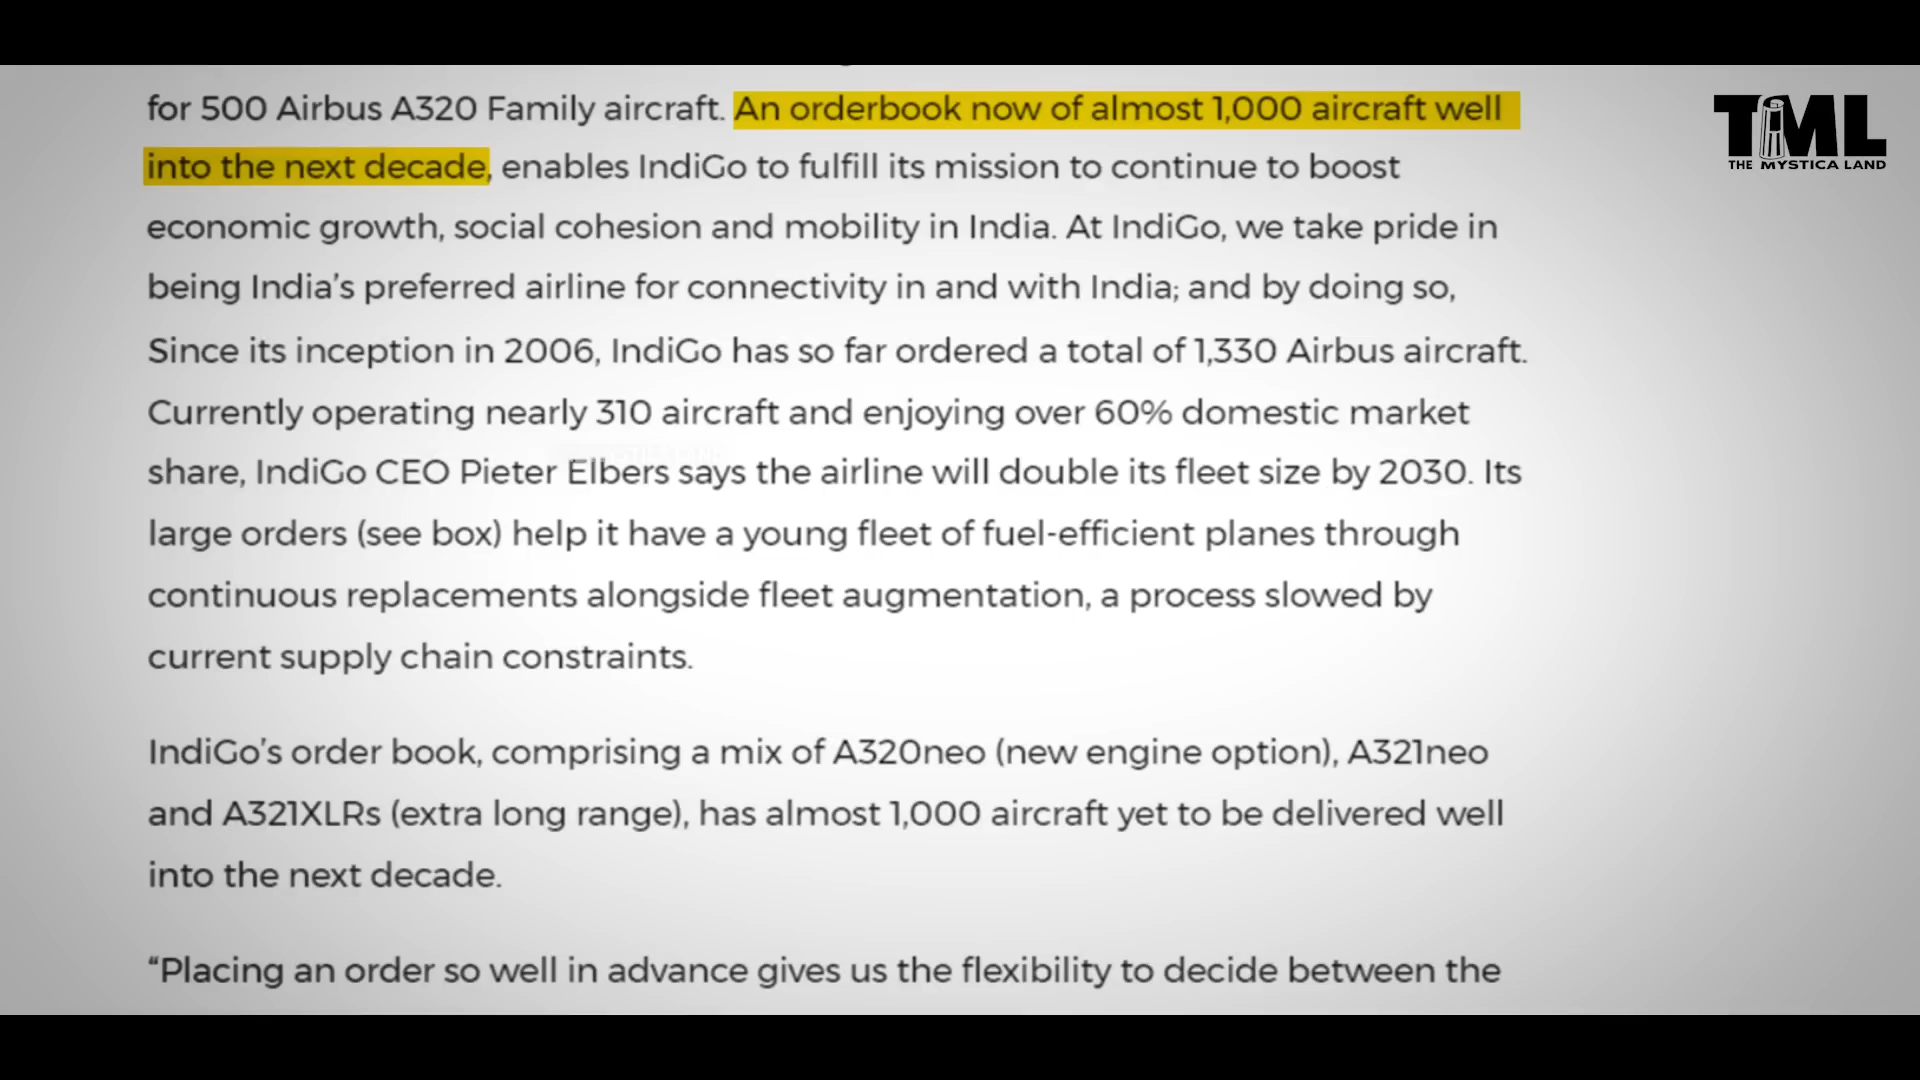 for 500 Airbus A320 Family aircraft. An orderbook now of almost 1,000 aircraft well
into the next decade, enables IndiGo to fulfill its mission to continue to boost
economic growth, social cohesion and mobility in India. At IndiGo, we take pride in
being India’s preferred airline for connectivity in and with India; and by doing so,
Since its inception in 2006, IndiGo has so far ordered a total of 1,330 Airbus aircraft.
Currently operating nearly 310 aircraft and enjoying over 60% domestic market
share, IndiGo CEO Pieter Elbers says the airline will double its fleet size by 2030. Its
large orders (see box) help it have a young fleet of fuel-efficient planes through
continuous replacements alongside fleet augmentation, a process slowed by
current supply chain constraints.
IndiGo’s order book, comprising a mix of A320neo (new engine option), A321neo
and A321XLRs (extra long range), has almost 1,000 aircraft yet to be delivered well
into the next decade.
“Placing an order so well in advance gives us the flexibility to decide between the
TML
THE MYSTICA LAND